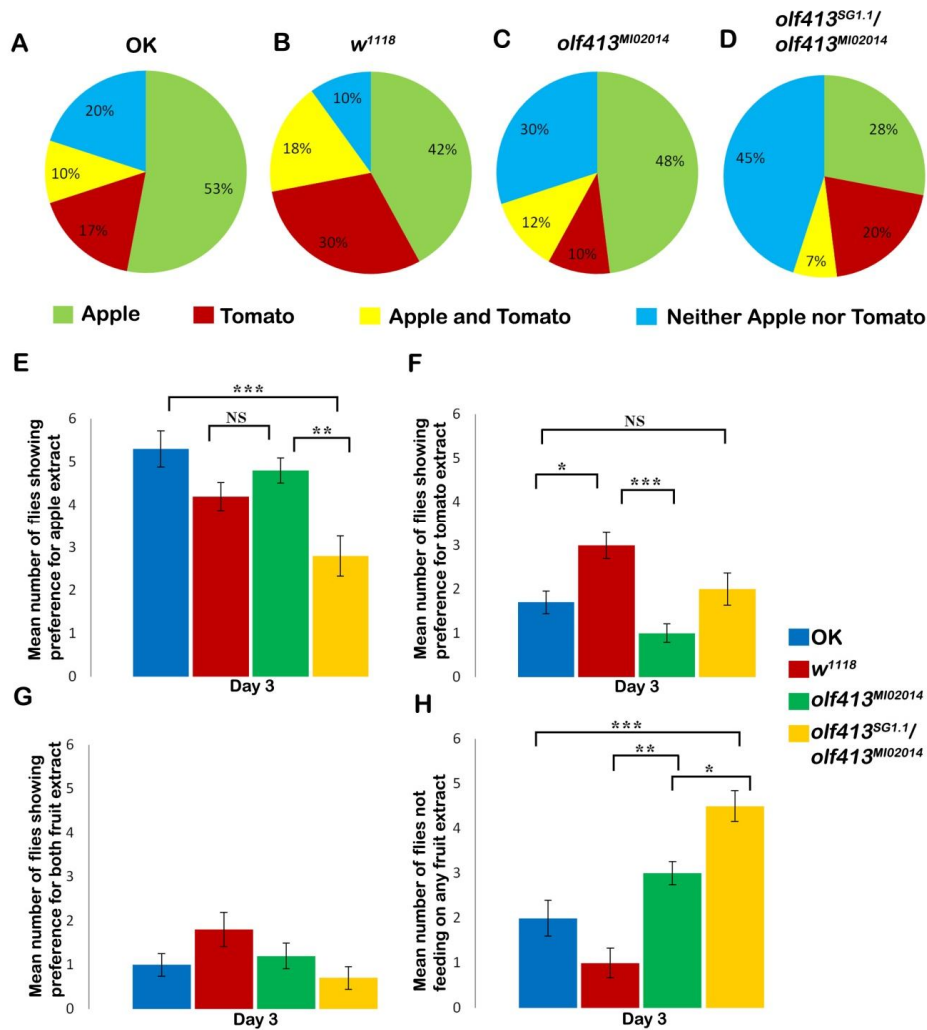 A OK
B w1118
C olf413MI02014
D olf413SG1.1/
olf413MI02014
20%
10%
17%
53%
10%
18%
30%
42%
30%
12%
10%
48%
45%
7%
20%
28%
Apple
Tomato
Apple and Tomato
Neither Apple nor Tomato
E
Mean number of flies showing
preference for apple extract
6
5
4
3
2
1
0
***
NS
**
Day 3
F
Mean number of flies showing
preference for tomato extract
6
5
4
3
2
1
0
NS
*
***
Day 3
OK
w1118
olf413MI02014
olf413SG1.1/
olf413MI02014
G
Mean number of flies showing
preference for both fruit extract
6
5
4
3
2
1
0
Day 3
H
Mean number of flies not
feeding on any fruit extract
6
5
4
3
2
1
0
***
**
*
Day 3